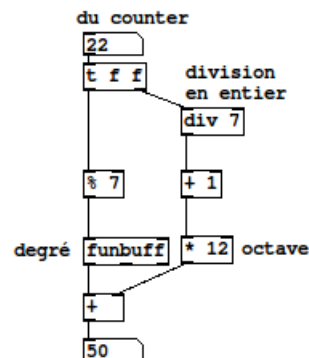 du counter
22
t f f
division
en entier
div 7
% 7
+ 1
degré
funbuff
* 12
octave
+
50